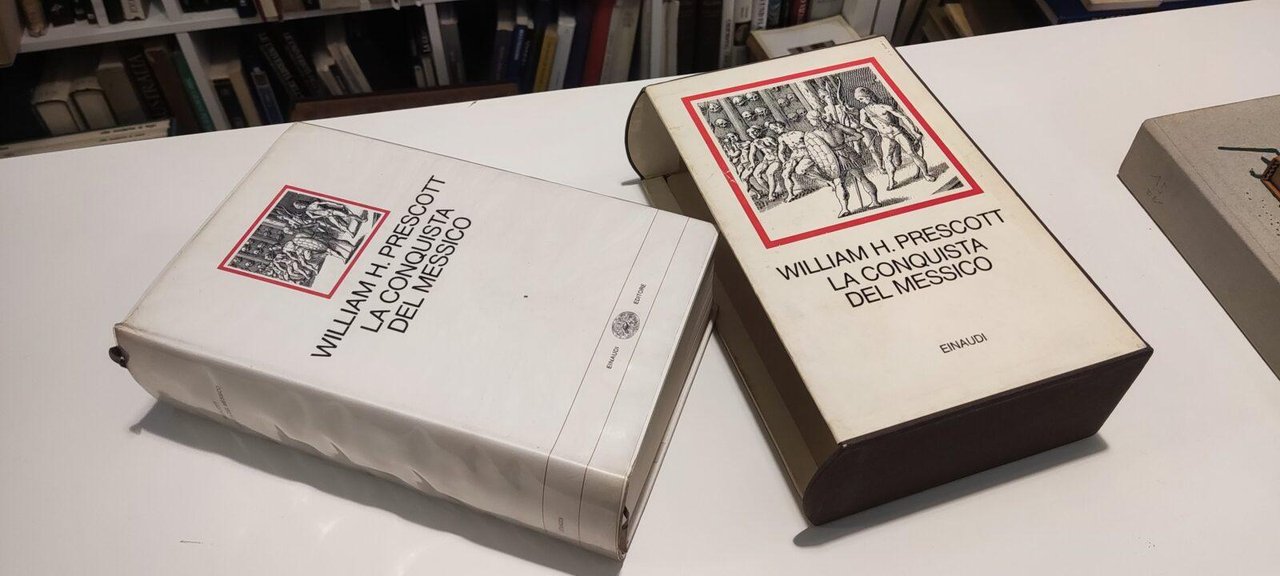 WILLIAM H. PRESCOTT
LA CONQUISTA
DEL MESSICO
EINAUDI
EDITORE
WILLIAM H. PRESCOTT
LA CONQUISTA
DEL MESSICO
EINAUDI